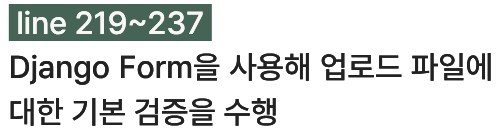 line 219~237
Django Form을 사용해 업로드 파일에
대한 기본 검증을 수행